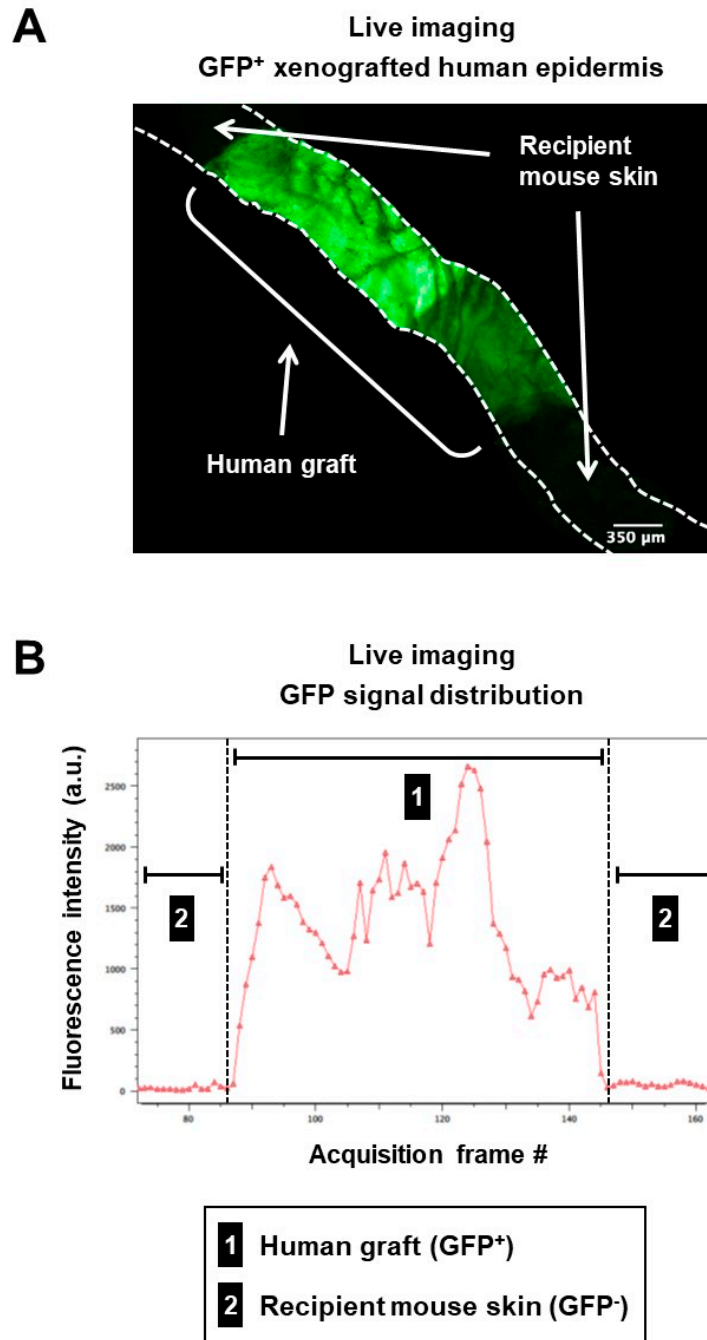 A
Live imaging
GFP⁺ xenografted human epidermis
Recipient
mouse skin
Human graft
350 µm
B
Live imaging
GFP signal distribution
Fluorescence intensity (a.u.)
2500
2000
1500
1000
500
0
1
2
2
80
100
120
140
160
Acquisition frame #
1 Human graft (GFP⁺)
2 Recipient mouse skin (GFP⁻)